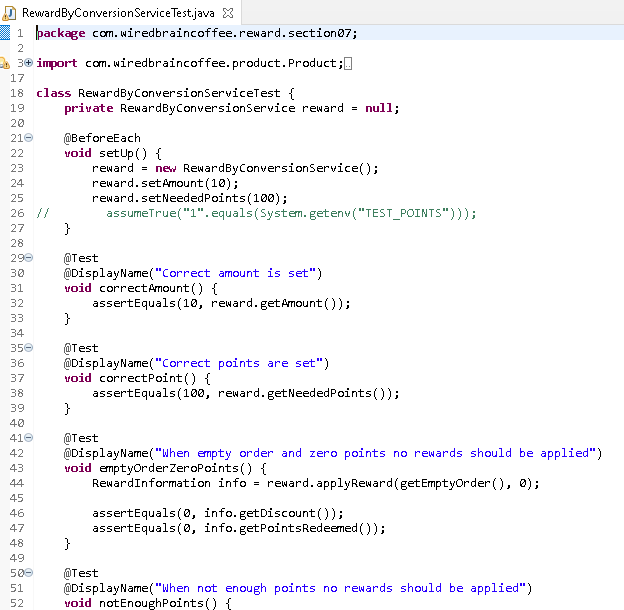 RewardByConversionServiceTest.java
1 package com.wiredbraincoffee.reward.section07;
2
3 import com.wiredbraincoffee.product.Product;
17
18 class RewardByConversionServiceTest {
19     private RewardByConversionService reward = null;
20
21     @BeforeEach
22     void setUp() {
23         reward = new RewardByConversionService();
24         reward.setAmount(10);
25         reward.setNeededPoints(100);
26 //        assumeTrue("1".equals(System.getenv("TEST_POINTS")));
27     }
28
29     @Test
30     @DisplayName("Correct amount is set")
31     void correctAmount() {
32         assertEquals(10, reward.getAmount());
33     }
34
35     @Test
36     @DisplayName("Correct points are set")
37     void correctPoint() {
38         assertEquals(100, reward.getNeededPoints());
39     }
40
41     @Test
42     @DisplayName("When empty order and zero points no rewards should be applied")
43     void emptyOrderZeroPoints() {
44         RewardInformation info = reward.applyReward(getEmptyOrder(), 0);
45
46         assertEquals(0, info.getDiscount());
47         assertEquals(0, info.getPointsRedeemed());
48     }
49
50     @Test
51     @DisplayName("When not enough points no rewards should be applied")
52     void notEnoughPoints() {